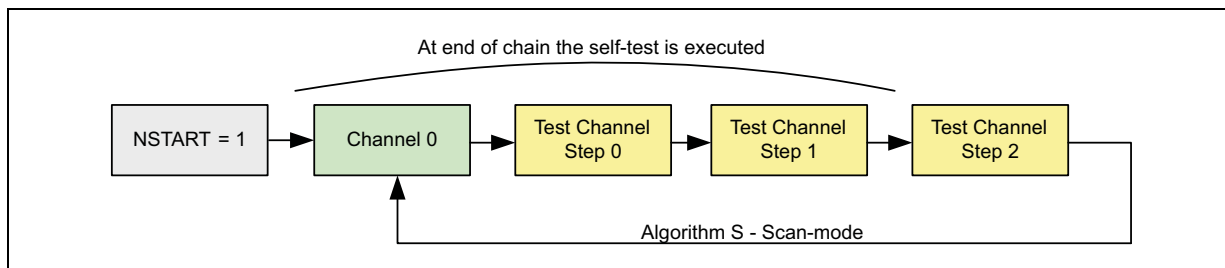 At end of chain the self-test is executed
NSTART = 1
Channel 0
Test Channel
Step 0
Test Channel
Step 1
Test Channel
Step 2
Algorithm S - Scan-mode